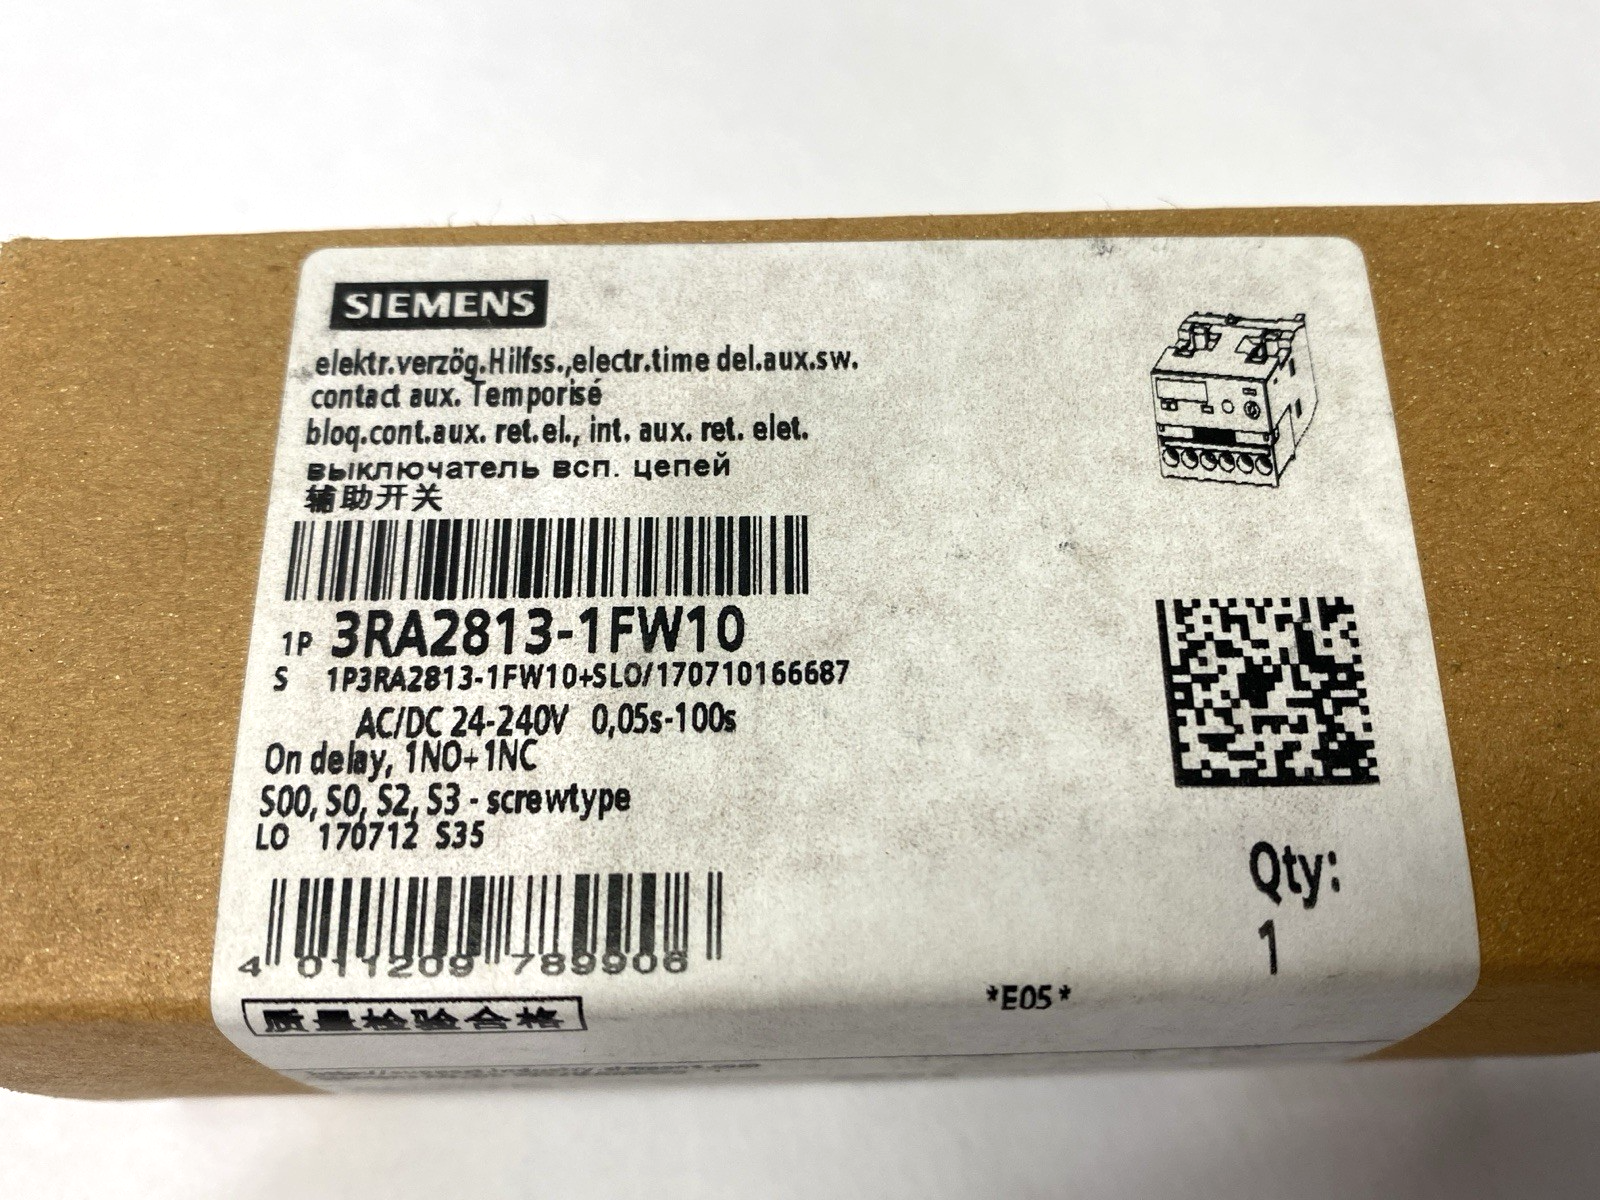 SIEMENS
elektr.verzög.Hilfss.,electr.time del.aux.sw.
contact aux. Temporisé
bloq.cont.aux. ret.el., int. aux. ret. elet.
выключатель всп. цепей
辅助开关
1P 3RA2813-1FW10
S 1P3RA2813-1FW10+SLO/170710166687
AC/DC 24-240V 0,05s-100s
On delay, 1NO+1NC
S00, S0, S2, S3 - screwtype
LO 170712 S35
4 011209 789906
Qty:
1
*E05*
质量检验合格